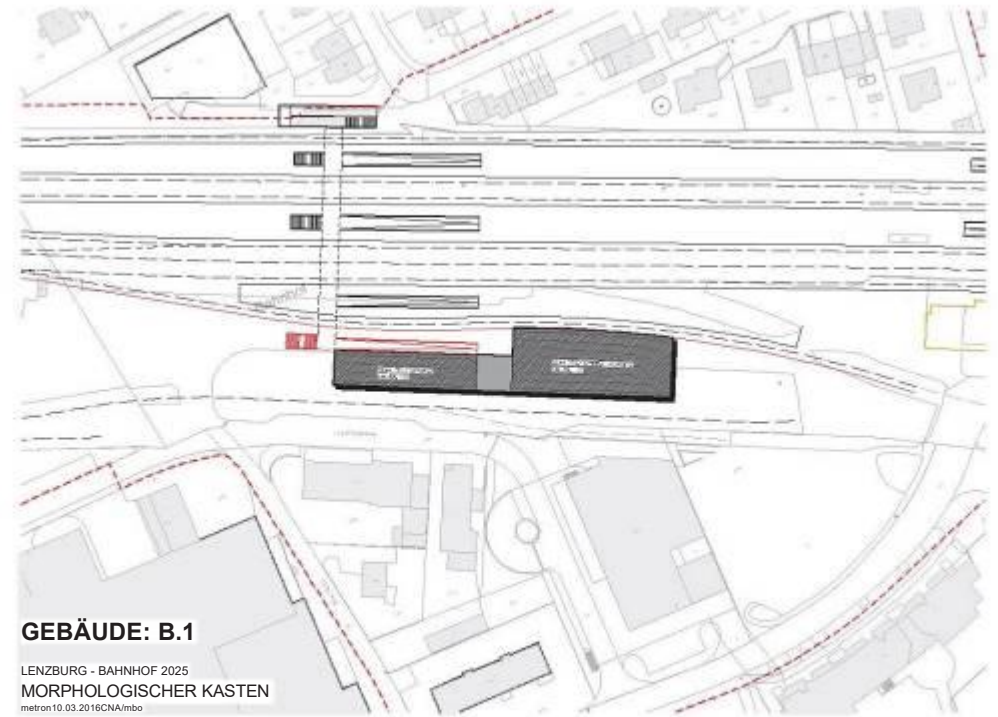 GEBÄUDE: B.1
LENZBURG - BAHNHOF 2025
MORPHOLOGISCHER KASTEN
metron10.03.2016CNA/mbo